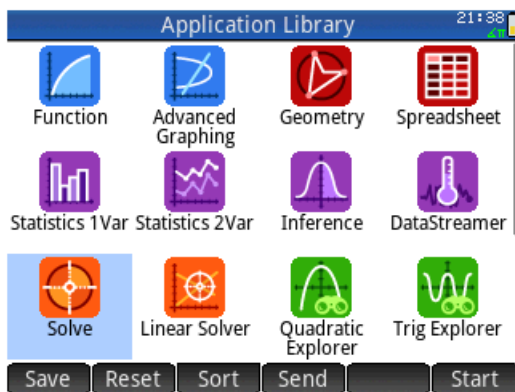 Application Library
21:38
∡π
Function
Advanced Graphing
Geometry
Spreadsheet
Statistics 1Var
Statistics 2Var
Inference
DataStreamer
Solve
Linear Solver
Quadratic Explorer
Trig Explorer
Save
Reset
Sort
Send
Start